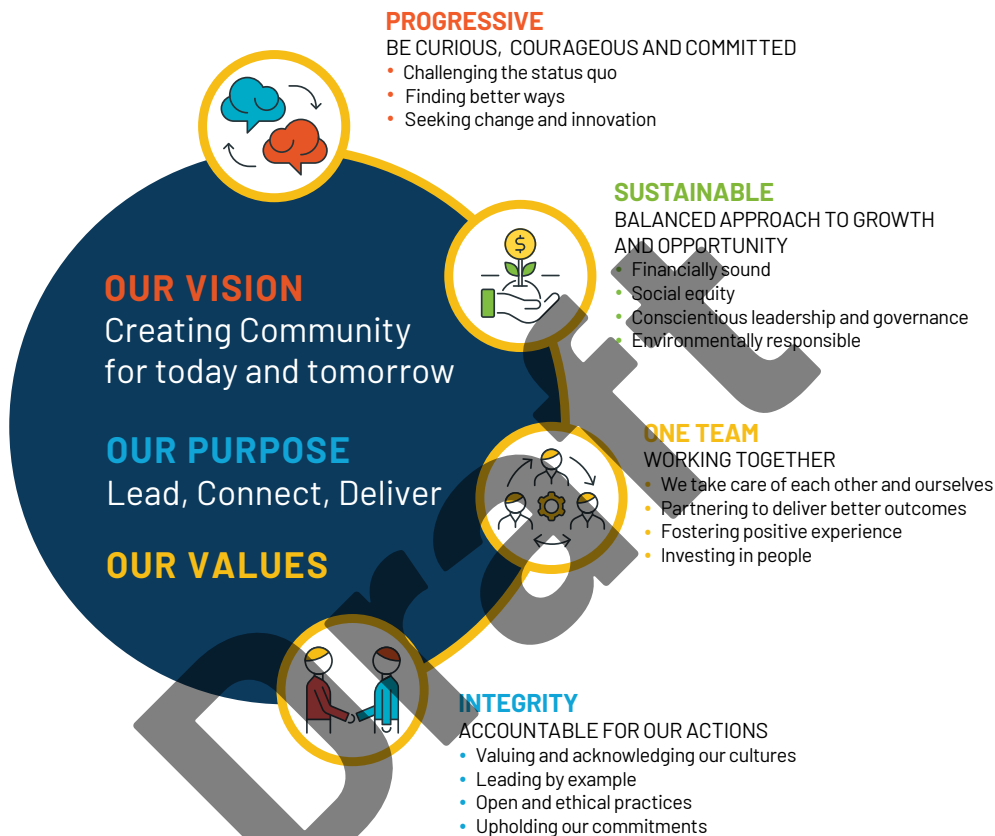 PROGRESSIVE
BE CURIOUS, COURAGEOUS AND COMMITTED
• Challenging the status quo
• Finding better ways
• Seeking change and innovation
SUSTAINABLE
BALANCED APPROACH TO GROWTH
AND OPPORTUNITY
• Financially sound
• Social equity
• Conscientious leadership and governance
• Environmentally responsible
$
OUR VISION
Creating Community
for today and tomorrow
OUR PURPOSE
Lead, Connect, Deliver
OUR VALUES
ONE TEAM
WORKING TOGETHER
• We take care of each other and ourselves
• Partnering to deliver better outcomes
• Fostering positive experience
• Investing in people
INTEGRITY
ACCOUNTABLE FOR OUR ACTIONS
• Valuing and acknowledging our cultures
• Leading by example
• Open and ethical practices
• Upholding our commitments
Draft